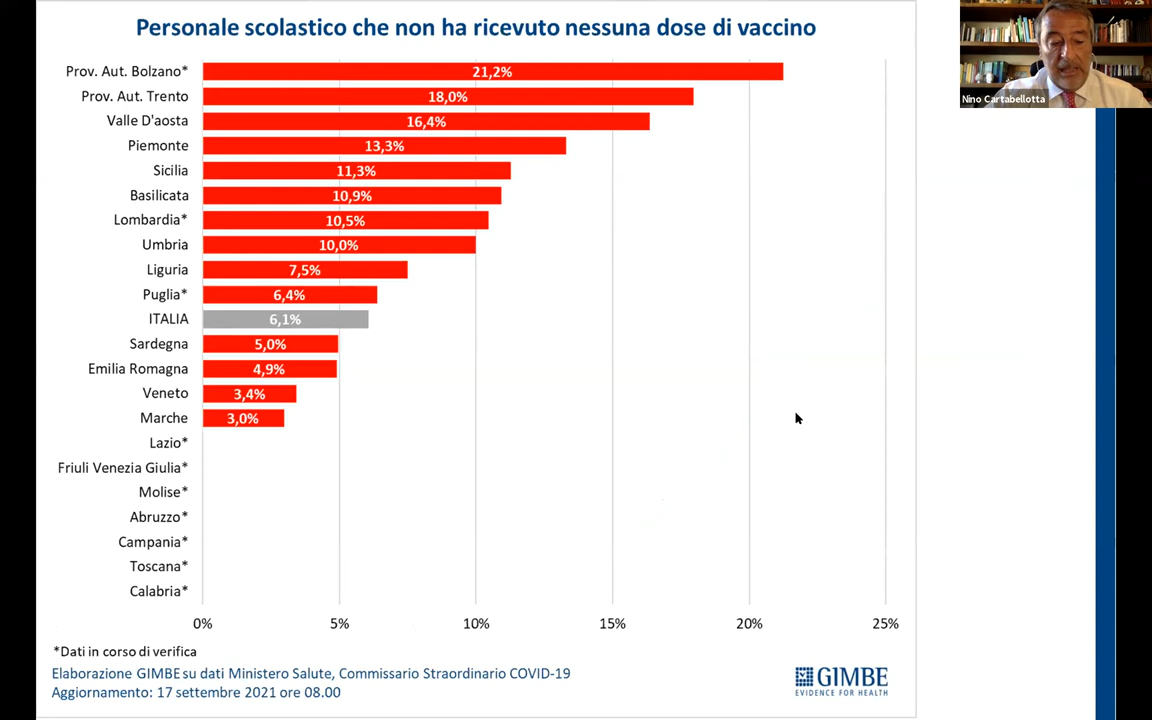 Personale scolastico che non ha ricevuto nessuna dose di vaccino
Nino Cartabellotta
Prov. Aut. Bolzano* 21,2%
Prov. Aut. Trento 18,0%
Valle D'aosta 16,4%
Piemonte 13,3%
Sicilia 11,3%
Basilicata 10,9%
Lombardia* 10,5%
Umbria 10,0%
Liguria 7,5%
Puglia* 6,4%
ITALIA 6,1%
Sardegna 5,0%
Emilia Romagna 4,9%
Veneto 3,4%
Marche 3,0%
Lazio*
Friuli Venezia Giulia*
Molise*
Abruzzo*
Campania*
Toscana*
Calabria*
0% 5% 10% 15% 20% 25%
*Dati in corso di verifica
Elaborazione GIMBE su dati Ministero Salute, Commissario Straordinario COVID-19
Aggiornamento: 17 settembre 2021 ore 08.00
GIMBE
EVIDENCE FOR HEALTH